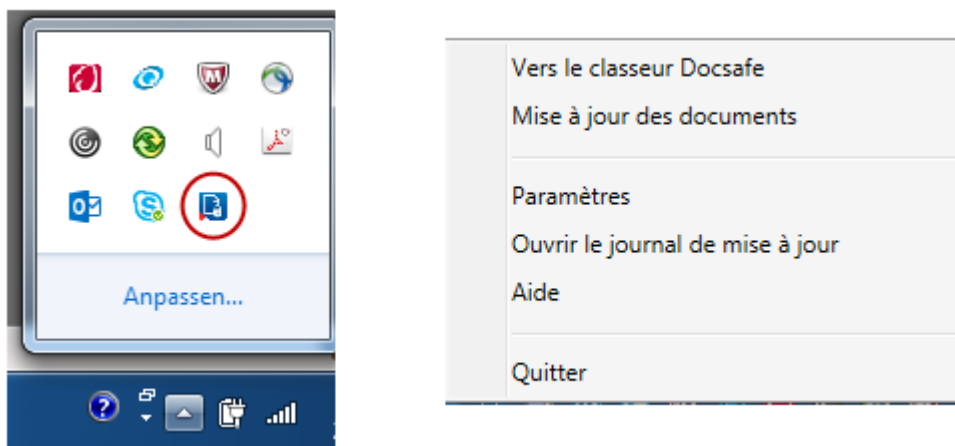 Anpassen...
Vers le classeur Docsafe
Mise à jour des documents
Paramètres
Ouvrir le journal de mise à jour
Aide
Quitter